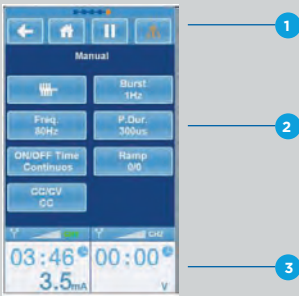 1
Manual
Burst
1Hz
2
Freq.
80Hz
P.Dur.
300us
ON/OFF Time
Continuos
Ramp
0/0
CC/CV
CC
CH2
3
03:46
00:00
3.5mA
V